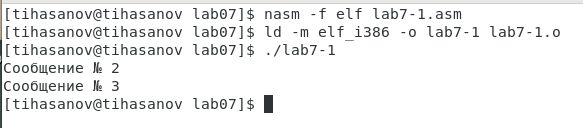 [tihasanov@tihasanov lab07]$ nasm -f elf lab7-1.asm
[tihasanov@tihasanov lab07]$ ld -m elf_i386 -o lab7-1 lab7-1.o
[tihasanov@tihasanov lab07]$ ./lab7-1
Сообщение № 2
Сообщение № 3
[tihasanov@tihasanov lab07]$